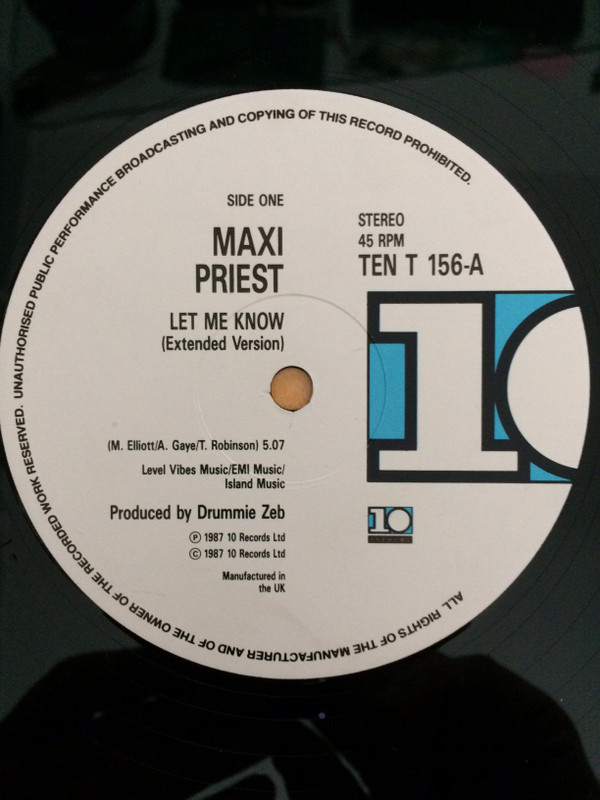 UNAUTHORISED PUBLIC PERFORMANCE BROADCASTING AND COPYING OF THIS RECORD PROHIBITED.
SIDE ONE
MAXI
PRIEST
LET ME KNOW
(Extended Version)
STEREO
45 RPM
TEN T 156-A
10
(M. Elliott/A. Gaye/T. Robinson) 5.07
Level Vibes Music/EMI Music/
Island Music
Produced by Drummie Zeb
℗ 1987 10 Records Ltd
© 1987 10 Records Ltd
Manufactured in
the UK
10
ALL RIGHTS OF THE MANUFACTURER AND OF THE OWNER OF THE RECORDED WORK RESERVED.